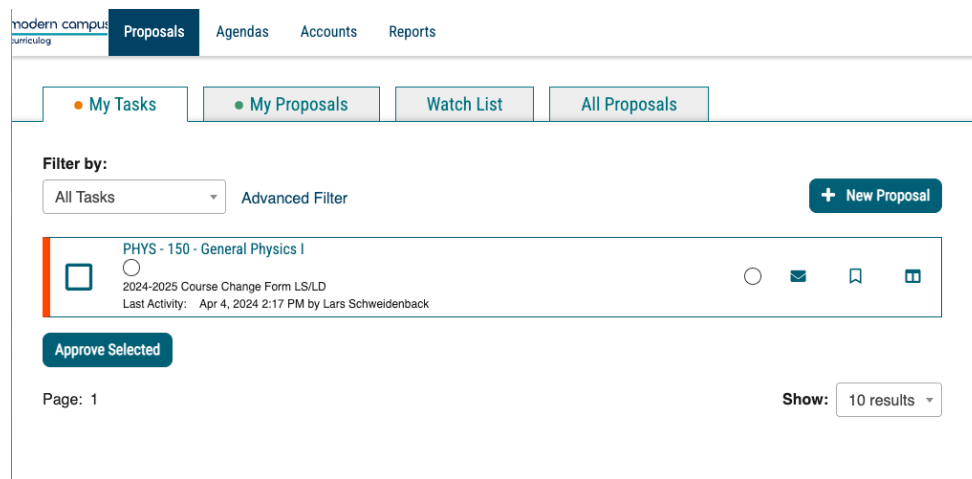 modern campus
curriculog
Proposals
Agendas
Accounts
Reports
My Tasks
My Proposals
Watch List
All Proposals
Filter by:
All Tasks
Advanced Filter
+ New Proposal
PHYS - 150 - General Physics I
2024-2025 Course Change Form LS/LD
Last Activity: Apr 4, 2024 2:17 PM by Lars Schweidenback
Approve Selected
Page: 1
Show: 10 results